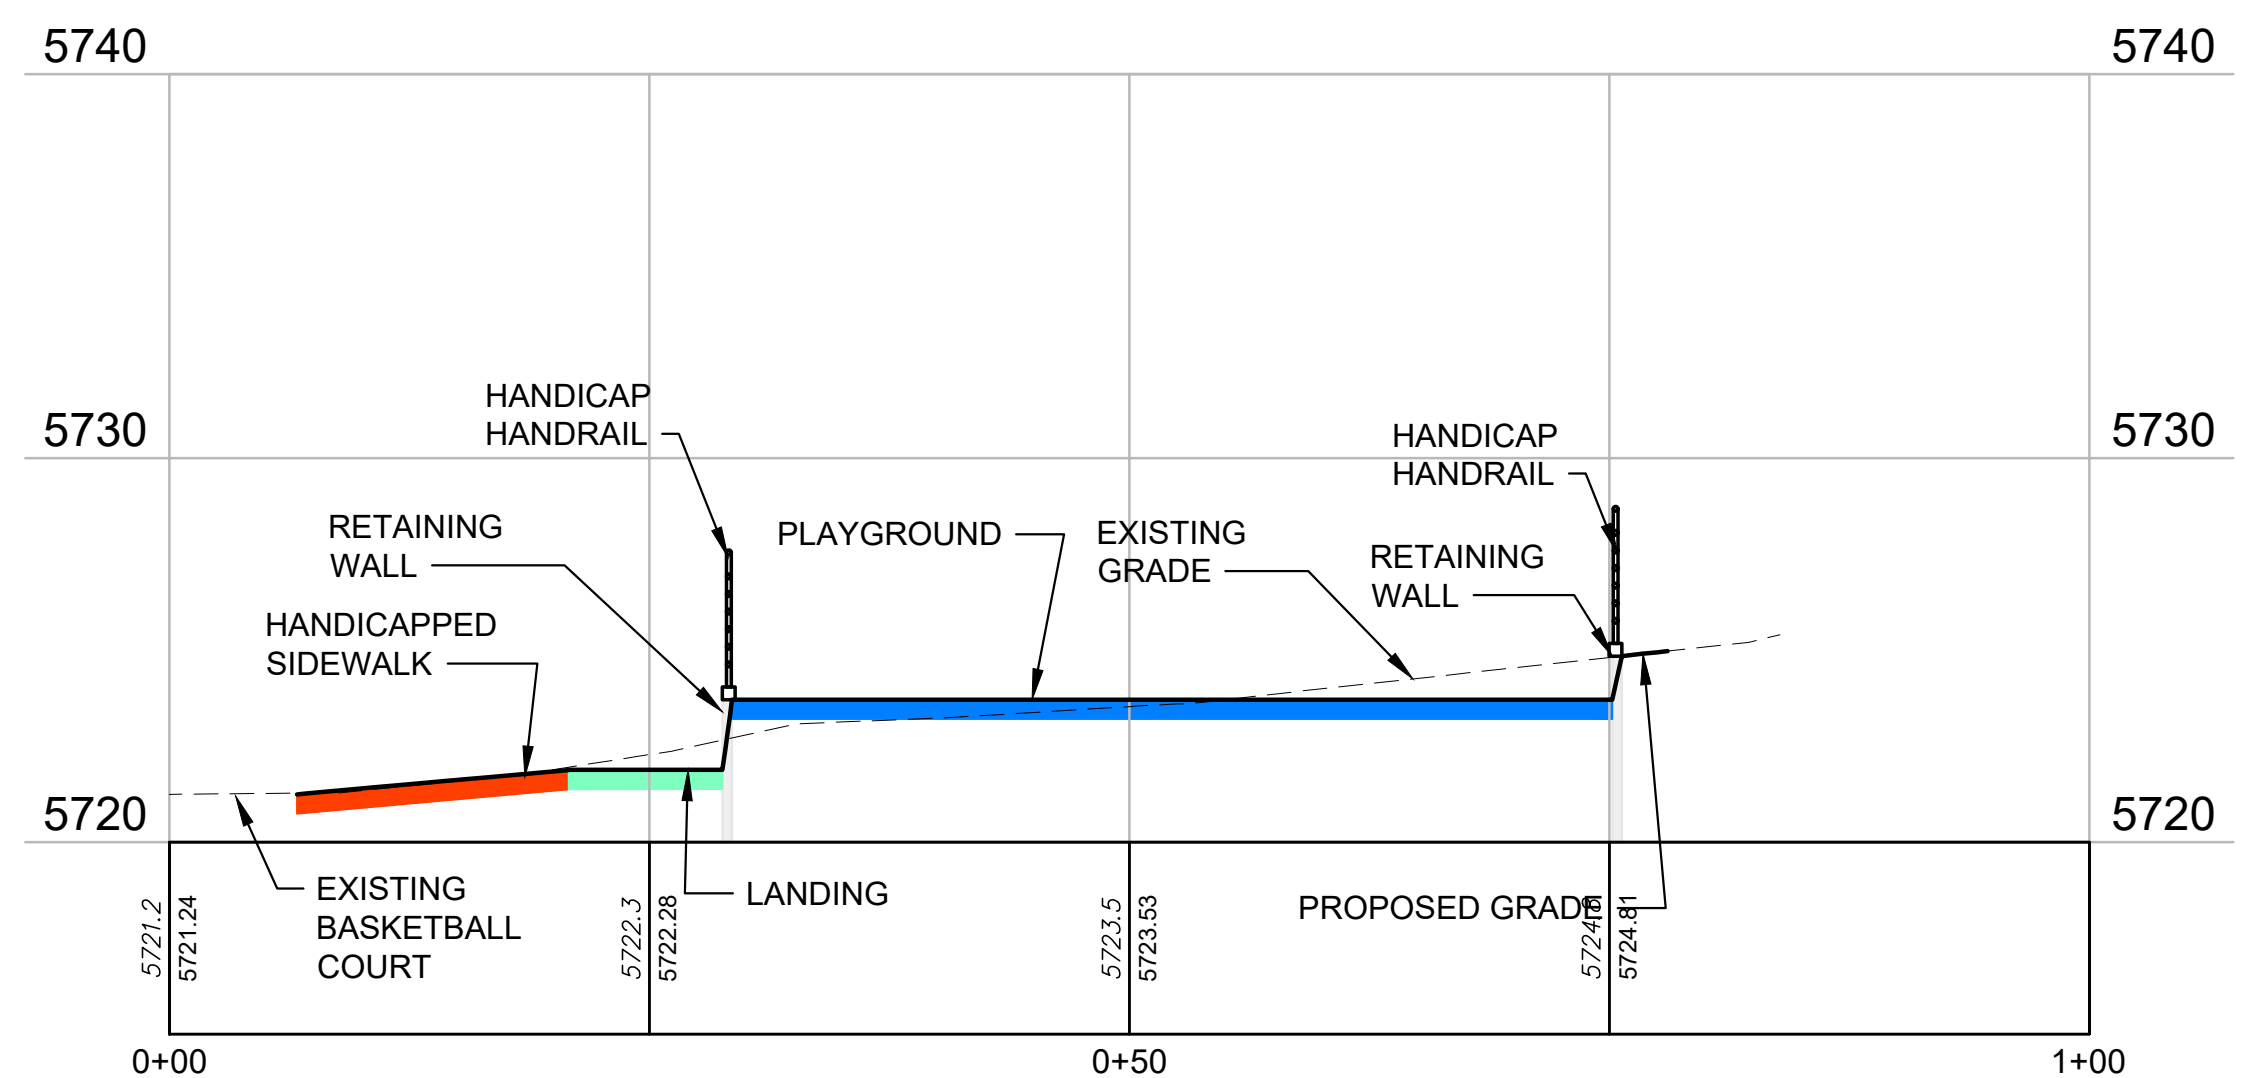 5740
5740
HANDICAP
HANDRAIL
5730
5730
HANDICAP
HANDRAIL
RETAINING
WALL
PLAYGROUND
EXISTING
GRADE
RETAINING
WALL
HANDICAPPED
SIDEWALK
5720
5720
EXISTING
BASKETBALL
COURT
LANDING
PROPOSED GRADE
5721.2
5721.24
5722.3
5722.28
5723.5
5723.53
5724.8
5724.81
0+00
0+50
1+00